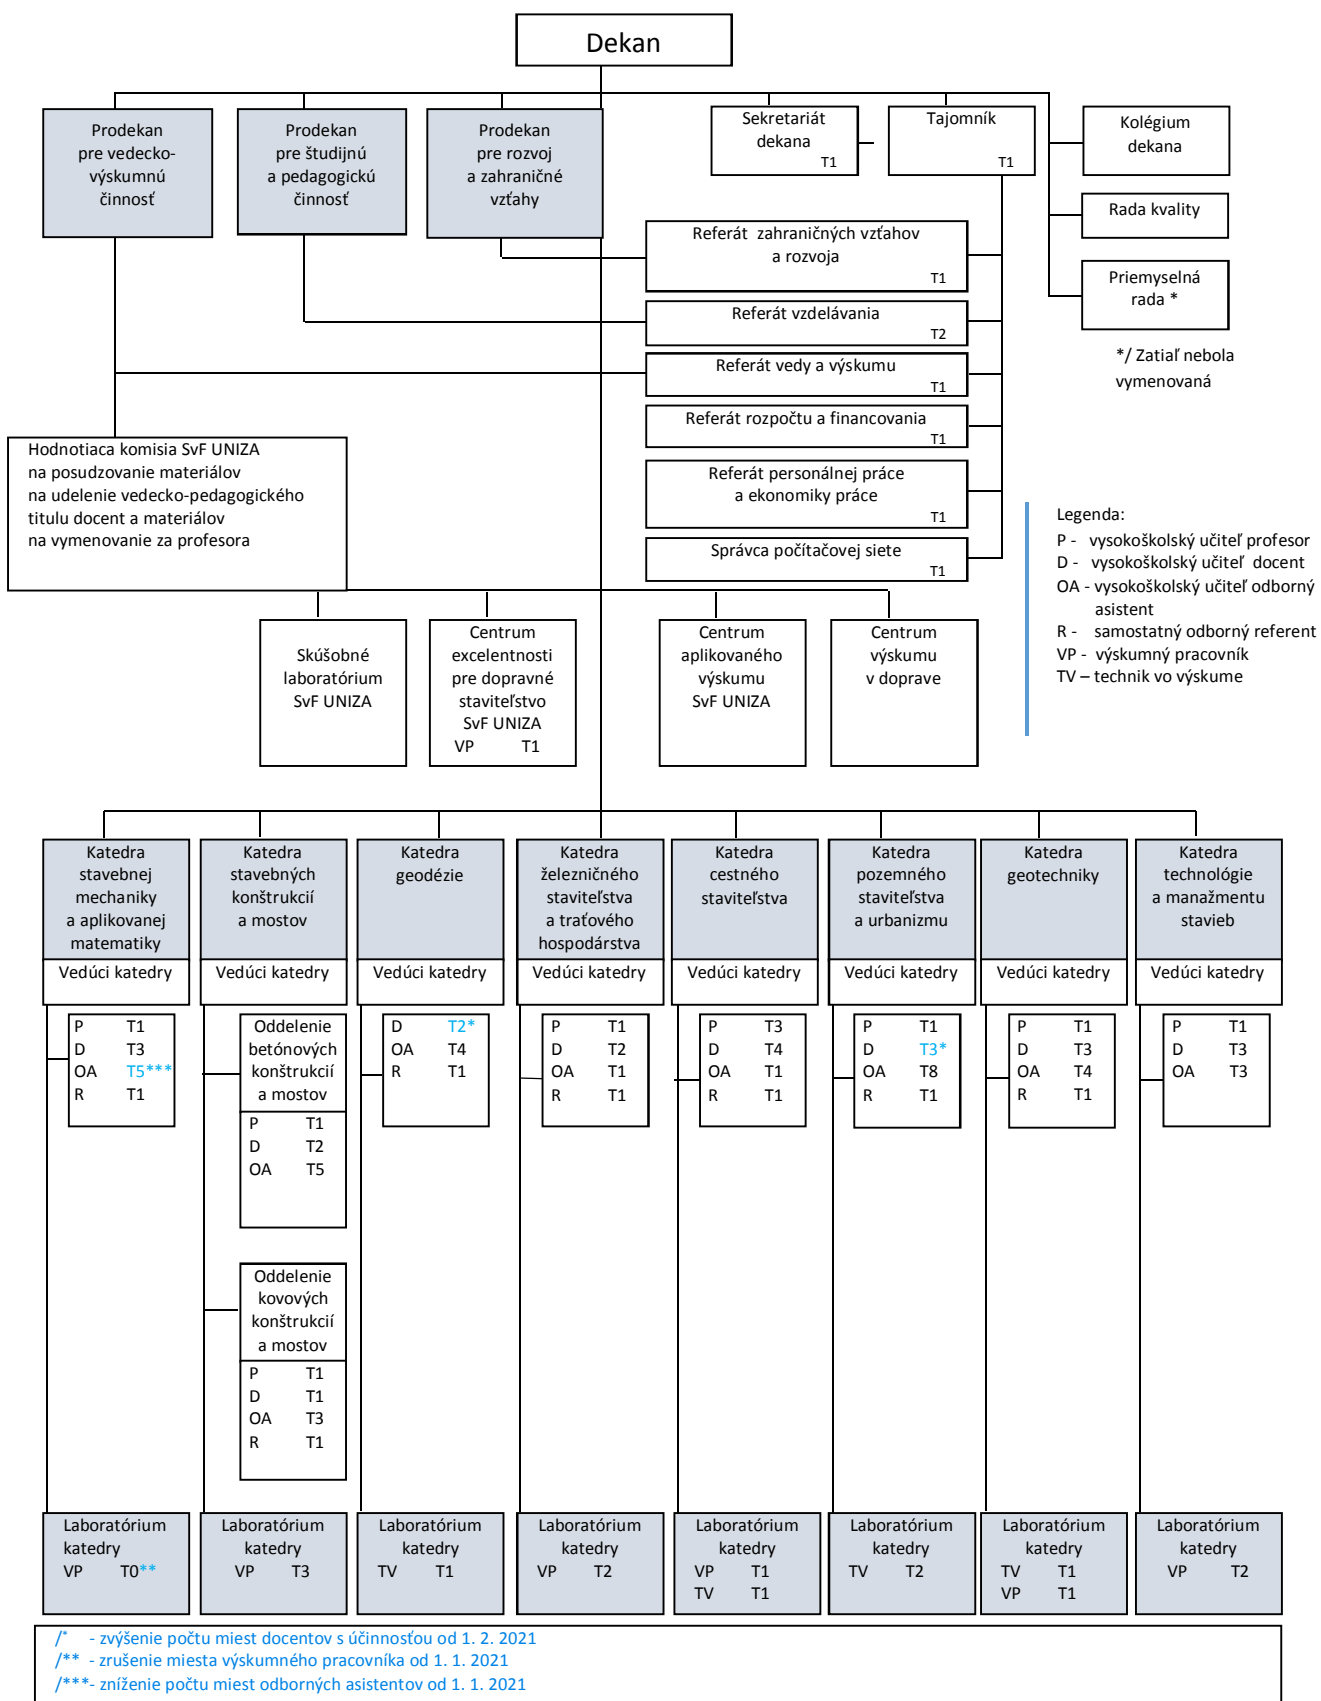 Dekan
Prodekan
pre vedecko-
výskumnú
činnosť
Prodekan
pre študijnú
a pedagogickú
činnosť
Prodekan
pre rozvoj
a zahraničné
vzťahy
Sekretariát
dekana
T1
Tajomník
T1
Kolégium
dekana
Rada kvality
Priemyselná
rada *
*/ Zatiaľ nebola
vymenovaná
Referát zahraničných vzťahov
a rozvoja
T1
Referát vzdelávania
T2
Referát vedy a výskumu
T1
Referát rozpočtu a financovania
T1
Referát personálnej práce
a ekonomiky práce
T1
Správca počítačovej siete
T1
Hodnotiaca komisia SvF UNIZA
na posudzovanie materiálov
na udelenie vedecko-pedagogického
titulu docent a materiálov
na vymenovanie za profesora
Legenda:
P - vysokoškolský učiteľ profesor
D - vysokoškolský učiteľ docent
OA - vysokoškolský učiteľ odborný
asistent
R - samostatný odborný referent
VP - výskumný pracovník
TV – technik vo výskume
Skúšobné
laboratórium
SvF UNIZA
Centrum
excelentnosti
pre dopravné
staviteľstvo
SvF UNIZA
VP T1
Centrum
aplikovaného
výskumu
SvF UNIZA
Centrum
výskumu
v doprave
Katedra
stavebnej
mechaniky
a aplikovanej
matematiky
Vedúci katedry
P T1
D T3
OA T5***
R T1
Laboratórium
katedry
VP T0**
Katedra
stavebných
konštrukcií
a mostov
Vedúci katedry
Oddelenie
betónových
konštrukcií
a mostov
P T1
D T2
OA T5
Oddelenie
kovových
konštrukcií
a mostov
P T1
D T1
OA T3
R T1
Laboratórium
katedry
VP T3
Katedra
geodézie
Vedúci katedry
D T2*
OA T4
R T1
Laboratórium
katedry
TV T1
Katedra
železničného
staviteľstva
a traťového
hospodárstva
Vedúci katedry
P T1
D T2
OA T1
R T1
Laboratórium
katedry
VP T2
Katedra
cestného
staviteľstva
Vedúci katedry
P T3
D T4
OA T1
R T1
Laboratórium
katedry
VP T1
TV T1
Katedra
pozemného
staviteľstva
a urbanizmu
Vedúci katedry
P T1
D T3*
OA T8
R T1
Laboratórium
katedry
TV T2
Katedra
geotechniky
Vedúci katedry
P T1
D T3
OA T4
R T1
Laboratórium
katedry
TV T1
VP T1
Katedra
technológie
a manažmentu
stavieb
Vedúci katedry
P T1
D T3
OA T3
Laboratórium
katedry
VP T2
/* - zvýšenie počtu miest docentov s účinnosťou od 1. 2. 2021
/** - zrušenie miesta výskumného pracovníka od 1. 1. 2021
/***- zníženie počtu miest odborných asistentov od 1. 1. 2021